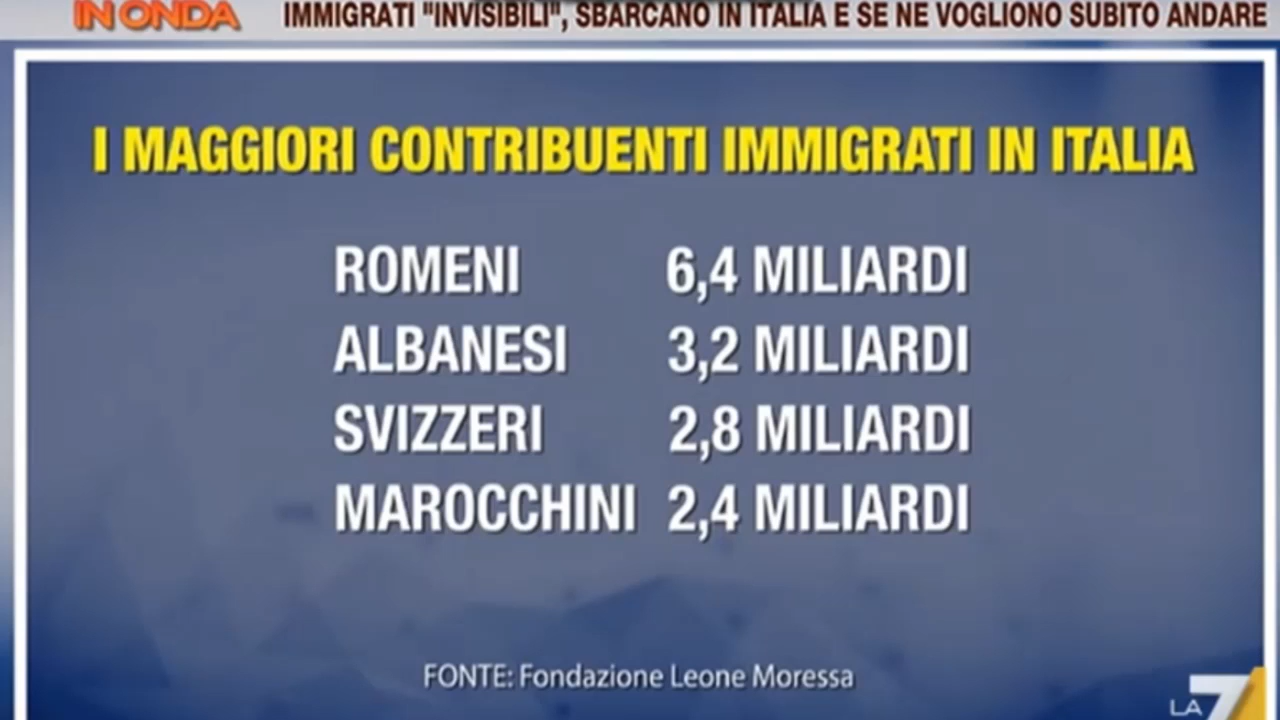 IN ONDA IMMIGRATI "INVISIBILI", SBARCANO IN ITALIA E SE NE VOGLIONO SUBITO ANDARE
I MAGGIORI CONTRIBUENTI IMMIGRATI IN ITALIA
ROMENI 6,4 MILIARDI
ALBANESI 3,2 MILIARDI
SVIZZERI 2,8 MILIARDI
MAROCCHINI 2,4 MILIARDI
FONTE: Fondazione Leone Moressa
LA7